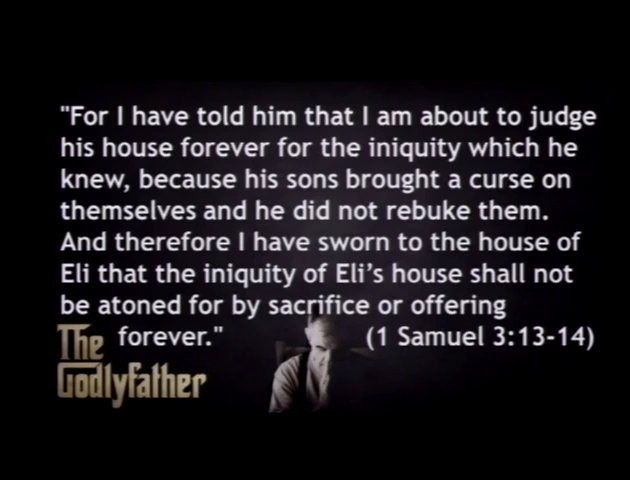 "For I have told him that I am about to judge
his house forever for the iniquity which he
knew, because his sons brought a curse on
themselves and he did not rebuke them.
And therefore I have sworn to the house of
Eli that the iniquity of Eli’s house shall not
be atoned for by sacrifice or offering
forever." (1 Samuel 3:13-14)
The
Godlyfather